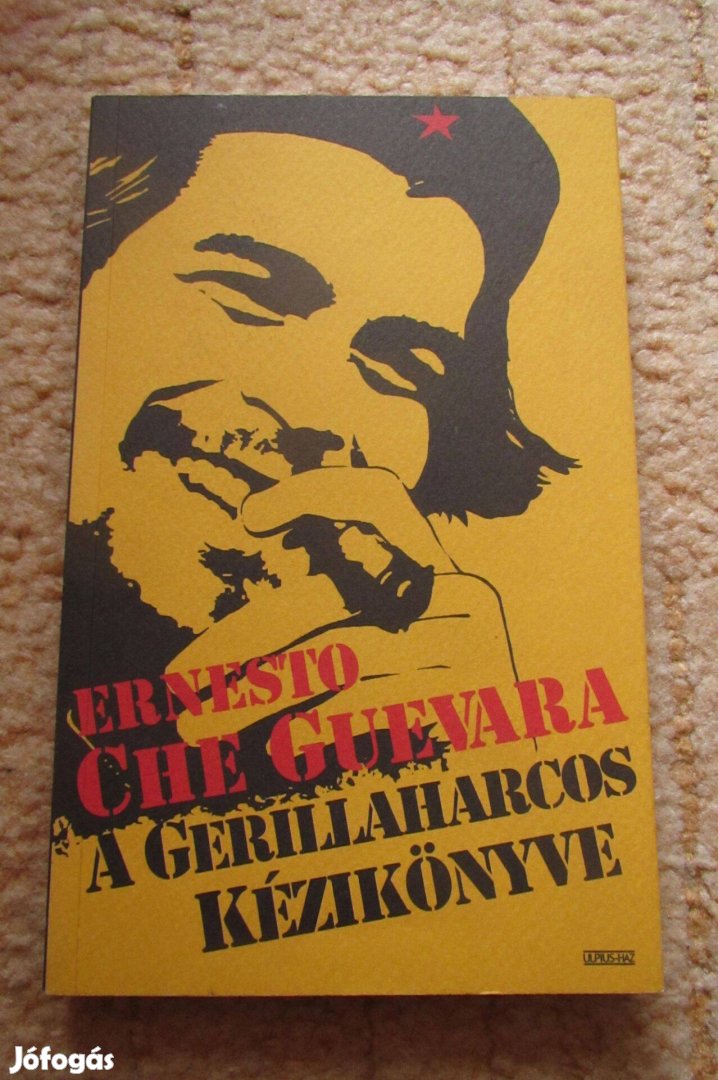 ERNESTO
CHE GUEVARA
A GERILLAHARCOS
KÉZIKÖNYVE
ULPIUS-HÁZ
Jófogás